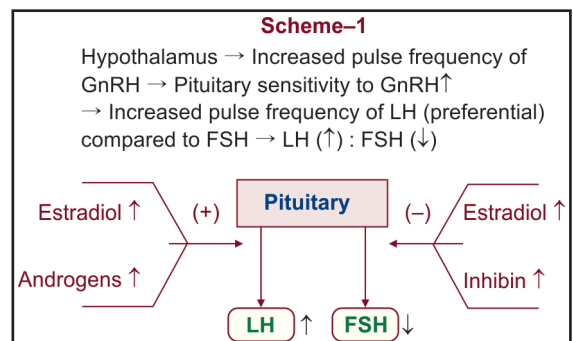 Scheme–1
Hypothalamus → Increased pulse frequency of
GnRH → Pituitary sensitivity to GnRH↑
→ Increased pulse frequency of LH (preferential)
compared to FSH → LH (↑) : FSH (↓)
Estradiol ↑ (+) Pituitary (–) Estradiol ↑
Androgens ↑ Inhibin ↑
LH ↑ FSH ↓